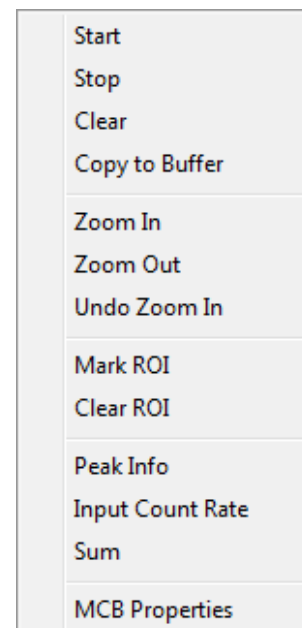 Start
Stop
Clear
Copy to Buffer
Zoom In
Zoom Out
Undo Zoom In
Mark ROI
Clear ROI
Peak Info
Input Count Rate
Sum
MCB Properties